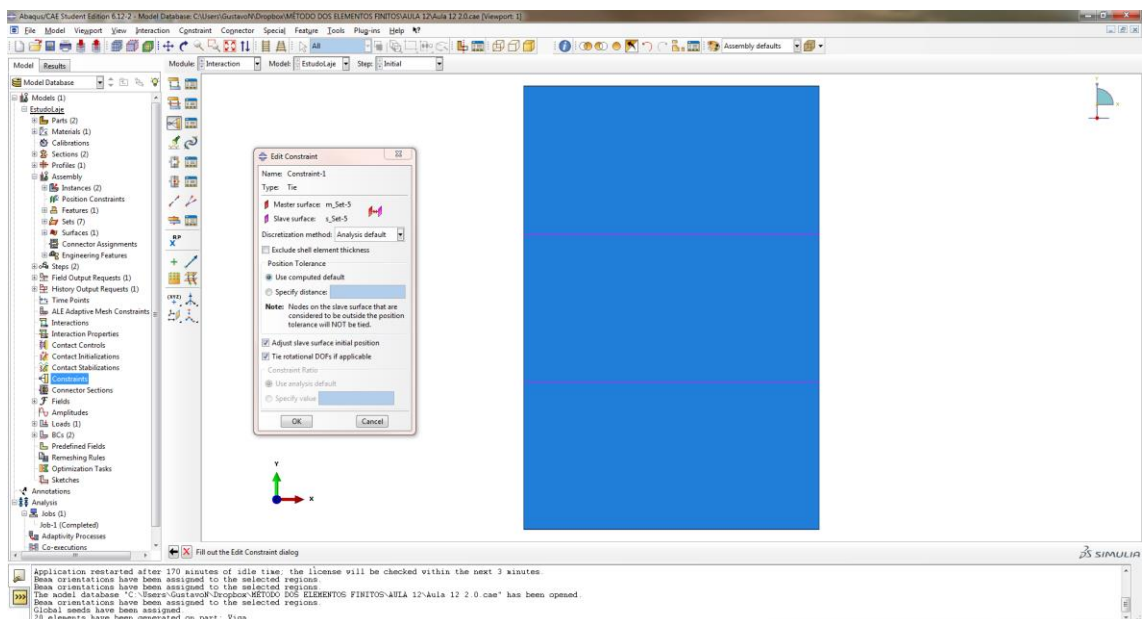 Abaqus/CAE Student Edition 6.12-2 - Model Database: C:\Users\GustavoN\Dropbox\MÉTODO DOS ELEMENTOS FINITOS\AULA 12\Aula 12 2.0.cae [Viewport: 1]
File Model Viewport View Interaction Constraint Connector Special Feature Tools Plug-ins Help
All Assembly defaults
Model Results Module: Interaction Model: EstudoLaje Step: Initial
Model Database
Models (1)
EstudoLaje
Parts (2)
Materials (1)
Calibrations
Sections (2)
Profiles (1)
Assembly
Instances (2)
Position Constraints
Features (1)
Sets (7)
Surfaces (1)
Connector Assignments
Engineering Features
Steps (2)
Field Output Requests (1)
History Output Requests (1)
Time Points
ALE Adaptive Mesh Constraints
Interactions
Interaction Properties
Contact Controls
Contact Initializations
Contact Stabilizations
Constraints
Connector Sections
Fields
Amplitudes
Loads (1)
BCs (2)
Predefined Fields
Remeshing Rules
Optimization Tasks
Sketches
Annotations
Analysis
Jobs (1)
Job-1 (Completed)
Adaptivity Processes
Co-executions
RP
(XYZ)
Edit Constraint
Name: Constraint-1
Type: Tie
Master surface: m_Set-5
Slave surface: s_Set-5
Discretization method: Analysis default
Exclude shell element thickness
Position Tolerance
Use computed default
Specify distance:
Note: Nodes on the slave surface that are
considered to be outside the position
tolerance will NOT be tied.
Adjust slave surface initial position
Tie rotational DOFs if applicable
Constraint Ratio
Use analysis default
Specify value
OK Cancel
Y
X
Fill out the Edit Constraint dialog
SIMULIA
Application restarted after 170 minutes of idle time; the license will be checked within the next 3 minutes.
Beam orientations have been assigned to the selected regions.
Beam orientations have been assigned to the selected regions.
The model database "C:\Users\GustavoN\Dropbox\MÉTODO DOS ELEMENTOS FINITOS\AULA 12\Aula 12 2.0.cae" has been opened.
Beam orientations have been assigned to the selected regions.
Global seeds have been assigned.
28 elements have been generated on part: Viga